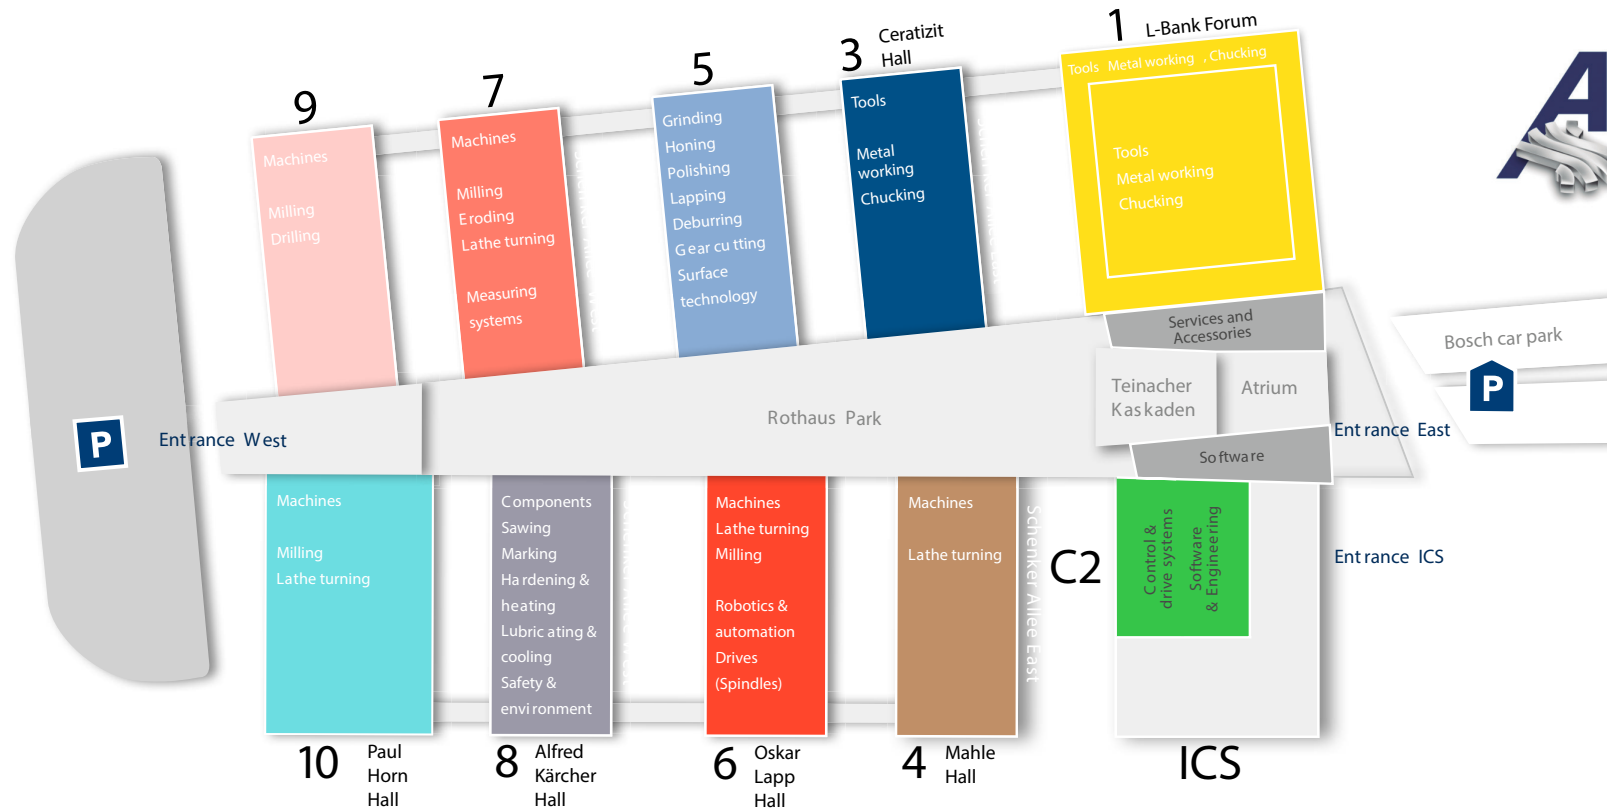 1
L-Bank Forum
Tools Metal working , Chucking
Tools
Metal working
Chucking
3
Ceratizit
Hall
Tools
Metal
working
Chucking
5
Grinding
Honing
Polishing
Lapping
Deburring
Gear cutting
Surface
technology
7
Machines
Milling
Eroding
Lathe turning
Measuring
systems
9
Machines
Milling
Drilling
A
Services and
Accessories
Teinacher
Kaskaden
Atrium
Rothaus Park
Software
Bosch car park
P
P
Entrance West
Entrance East
Entrance ICS
Machines
Milling
Lathe turning
10
Paul
Horn
Hall
Components
Sawing
Marking
Hardening &
heating
Lubricating &
cooling
Safety &
environment
8
Alfred
Kärcher
Hall
Machines
Lathe turning
Milling
Robotics &
automation
Drives
(Spindles)
6
Oskar
Lapp
Hall
Machines
Lathe turning
4
Mahle
Hall
Schenker Allee East
C2
Control &
drive systems
Software
& Engineering
ICS